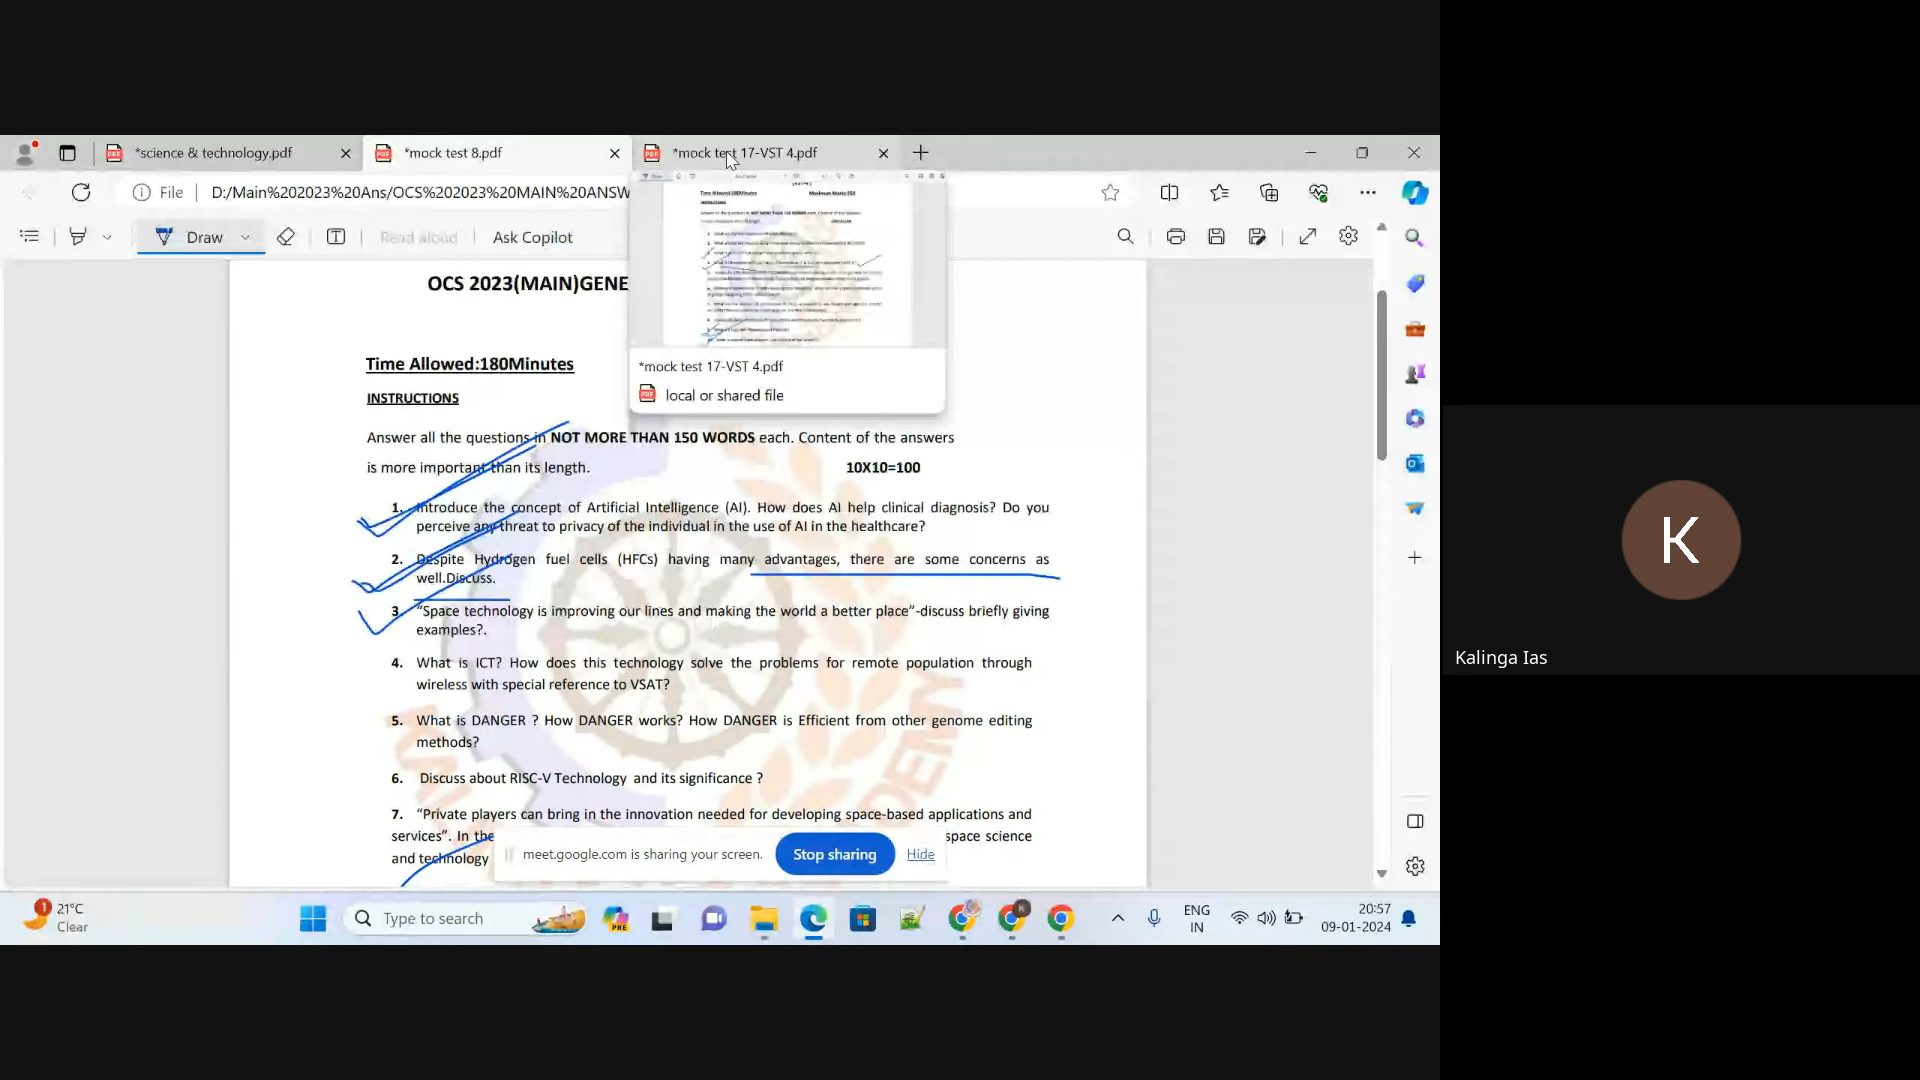 *science & technology.pdf
*mock test 8.pdf
*mock test 17-VST 4.pdf
File
D:/Main%202023%20Ans/OCS%202023%20MAIN%20ANSW
Draw
Read aloud
Ask Copilot
Time Allowed:180Minutes
INSTRUCTIONS
*mock test 17-VST 4.pdf
local or shared file
OCS 2023(MAIN)GENE
Time Allowed:180Minutes
INSTRUCTIONS
Answer all the questions in NOT MORE THAN 150 WORDS each. Content of the answers
is more important than its length. 10X10=100
1. Introduce the concept of Artificial Intelligence (AI). How does AI help clinical diagnosis? Do you
perceive any threat to privacy of the individual in the use of AI in the healthcare?
2. Despite Hydrogen fuel cells (HFCs) having many advantages, there are some concerns as
well.Discuss.
3. “Space technology is improving our lines and making the world a better place”-discuss briefly giving
examples?.
4. What is ICT? How does this technology solve the problems for remote population through
wireless with special reference to VSAT?
5. What is DANGER ? How DANGER works? How DANGER is Efficient from other genome editing
methods?
6. Discuss about RISC-V Technology and its significance ?
7. “Private players can bring in the innovation needed for developing space-based applications and
services”. In the space science
and technology
meet.google.com is sharing your screen.
Stop sharing
Hide
K
Kalinga Ias
1
21°C
Clear
Type to search
PRE
K
ENG
IN
20:57
09-01-2024